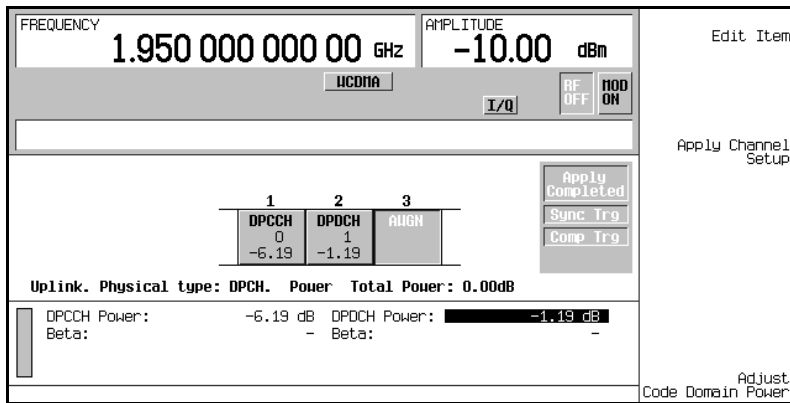 FREQUENCY
1.950 000 000 00 GHz
AMPLITUDE
-10.00 dBm
WCDMA
I/Q
RF OFF
MOD ON
Edit Item
Apply Channel
Setup
Apply
Completed
Sync Trg
Comp Trg
1 2 3
DPCCH DPDCH AWGN
0 1
-6.19 -1.19
Uplink. Physical type: DPCH. Power Total Power: 0.00dB
DPCCH Power: -6.19 dB DPDCH Power: -1.19 dB
Beta: - Beta: -
Adjust
Code Domain Power